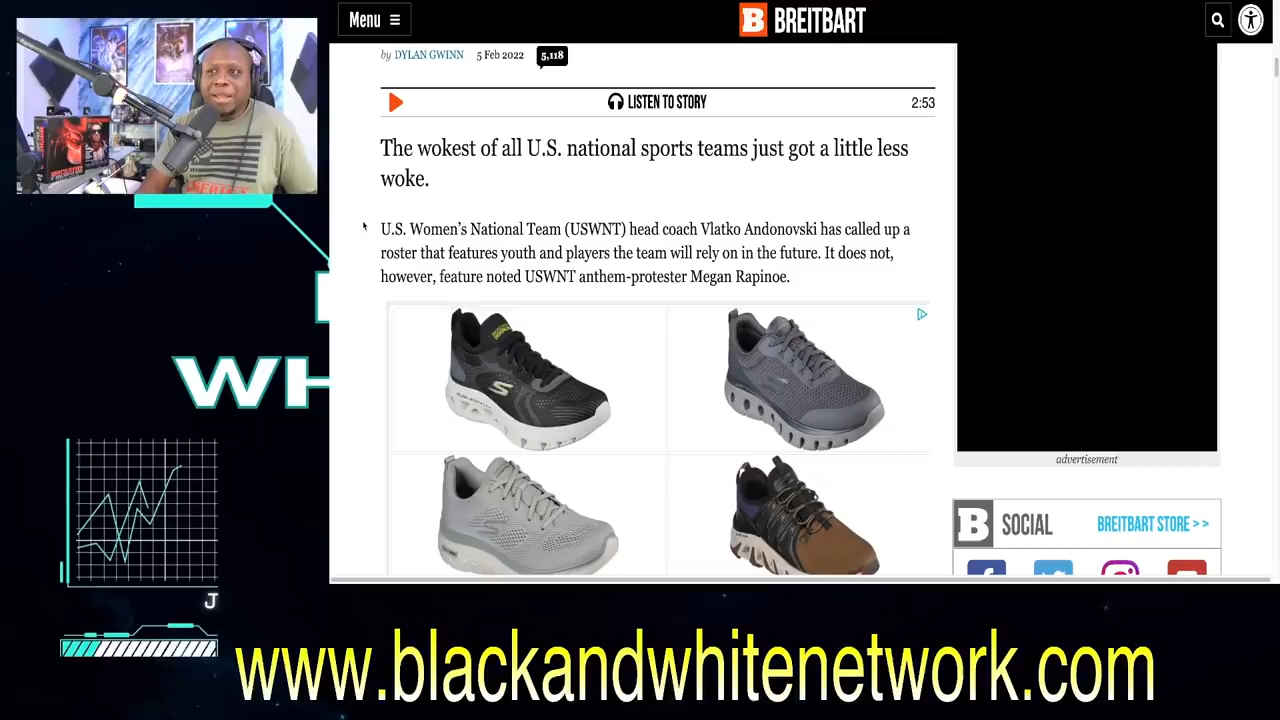 Menu
BREITBART
by DYLAN GWINN 5 Feb 2022 5,118
LISTEN TO STORY
2:53
The wokest of all U.S. national sports teams just got a little less
woke.
U.S. Women's National Team (USWNT) head coach Vlatko Andonovski has called up a
roster that features youth and players the team will rely on in the future. It does not,
however, feature noted USWNT anthem-protester Megan Rapinoe.
advertisement
B SOCIAL
BREITBART STORE >>
WH
J
www.blackandwhitenetwork.com